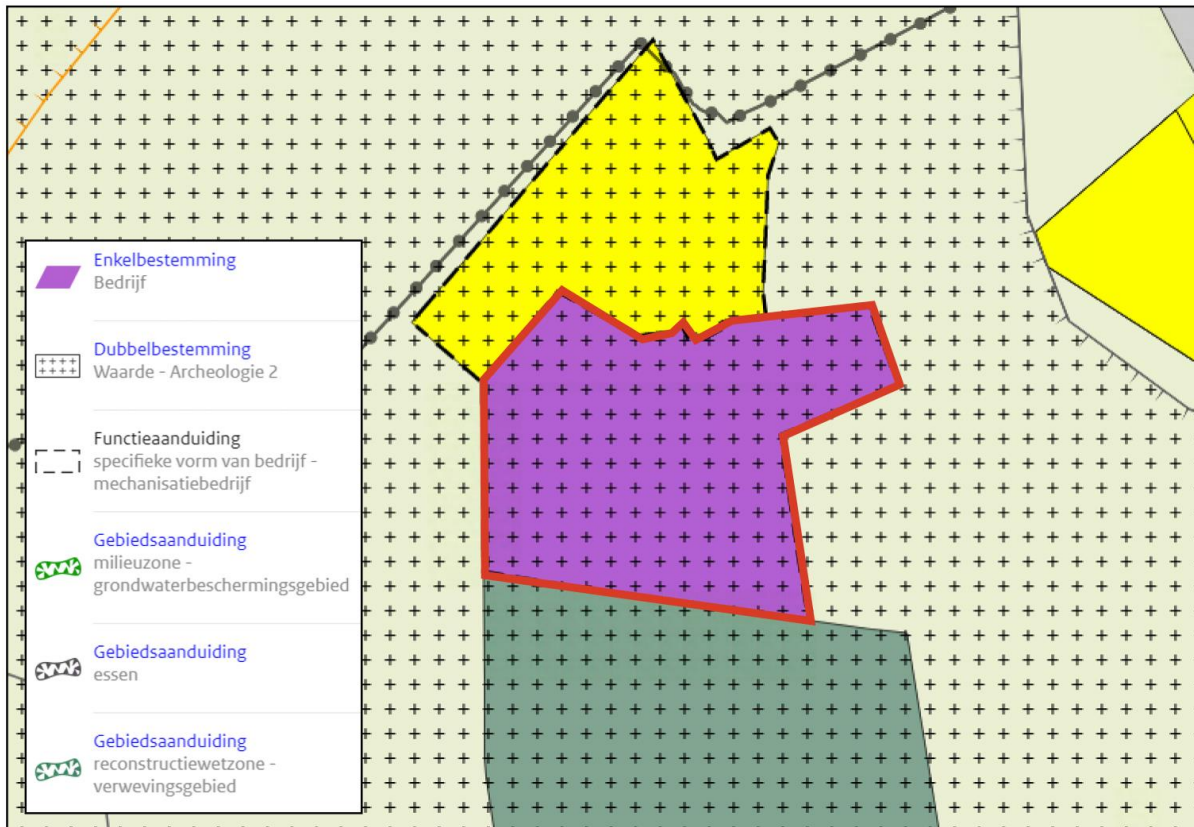 Enkelbestemming
Bedrijf
Dubbelbestemming
Waarde - Archeologie 2
Functieaanduiding
specifieke vorm van bedrijf -
mechanisatiebedrijf
Gebiedsaanduiding
milieuzone -
grondwaterbeschermingsgebied
Gebiedsaanduiding
essen
Gebiedsaanduiding
reconstructiewetzone -
verwevingsgebied